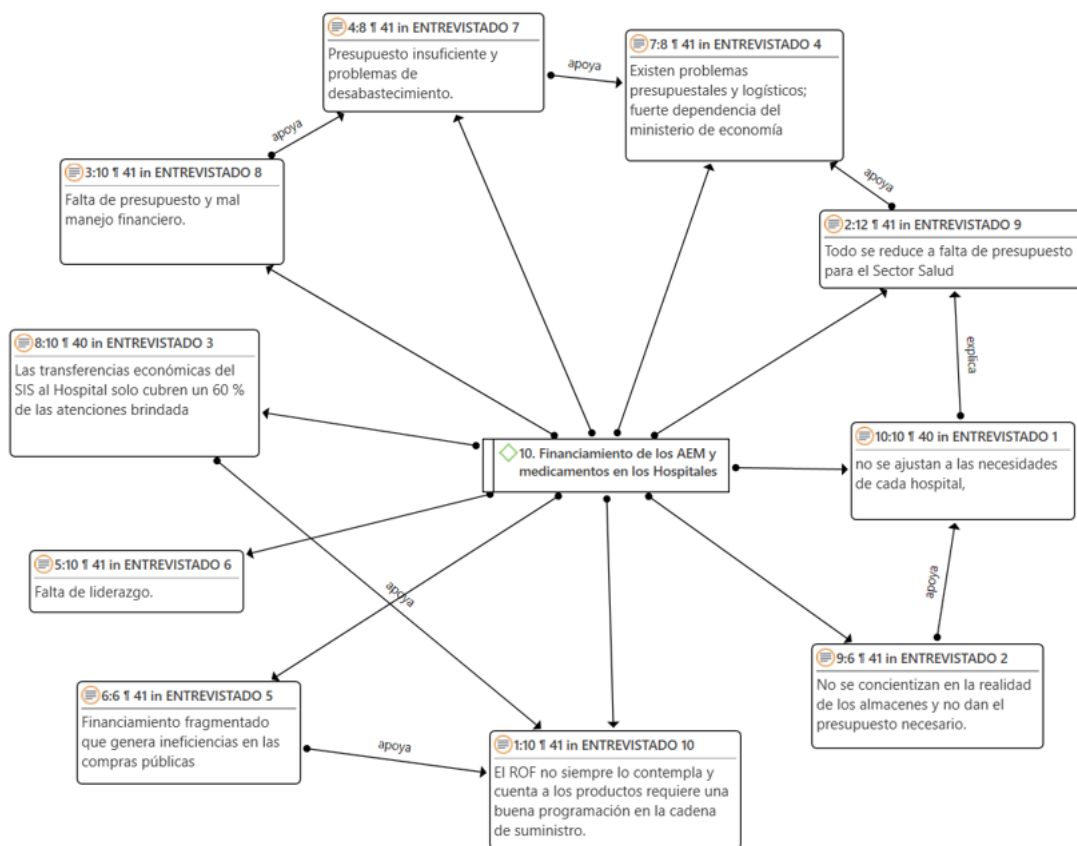 4:8 ¶ 41 in ENTREVISTADO 7
Presupuesto insuficiente y
problemas de
desabastecimiento.
apoya
7:8 ¶ 41 in ENTREVISTADO 4
Existen problemas
presupuestales y logísticos;
fuerte dependencia del
ministerio de economía
apoya
3:10 ¶ 41 in ENTREVISTADO 8
Falta de presupuesto y mal
manejo financiero.
apoya
2:12 ¶ 41 in ENTREVISTADO 9
Todo se reduce a falta de presupuesto
para el Sector Salud
8:10 ¶ 40 in ENTREVISTADO 3
Las transferencias económicas del
SIS al Hospital solo cubren un 60 %
de las atenciones brindada
explica
10. Financiamiento de los AEM y
medicamentos en los Hospitales
10:10 ¶ 40 in ENTREVISTADO 1
no se ajustan a las necesidades
de cada hospital,
5:10 ¶ 41 in ENTREVISTADO 6
Falta de liderazgo.
apoya
apoya
9:6 ¶ 41 in ENTREVISTADO 2
No se concientizan en la realidad
de los almacenes y no dan el
presupuesto necesario.
6:6 ¶ 41 in ENTREVISTADO 5
Financiamiento fragmentado
que genera ineficiencias en las
compras públicas
apoya
1:10 ¶ 41 in ENTREVISTADO 10
El ROF no siempre lo contempla y
cuenta a los productos requiere una
buena programación en la cadena
de suministro.